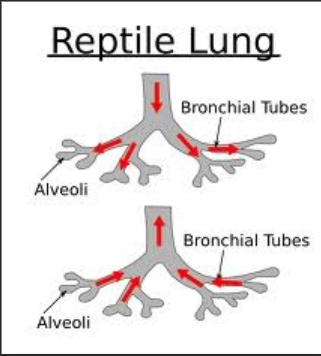 Reptile Lung
Bronchial Tubes
Alveoli
Bronchial Tubes
Alveoli